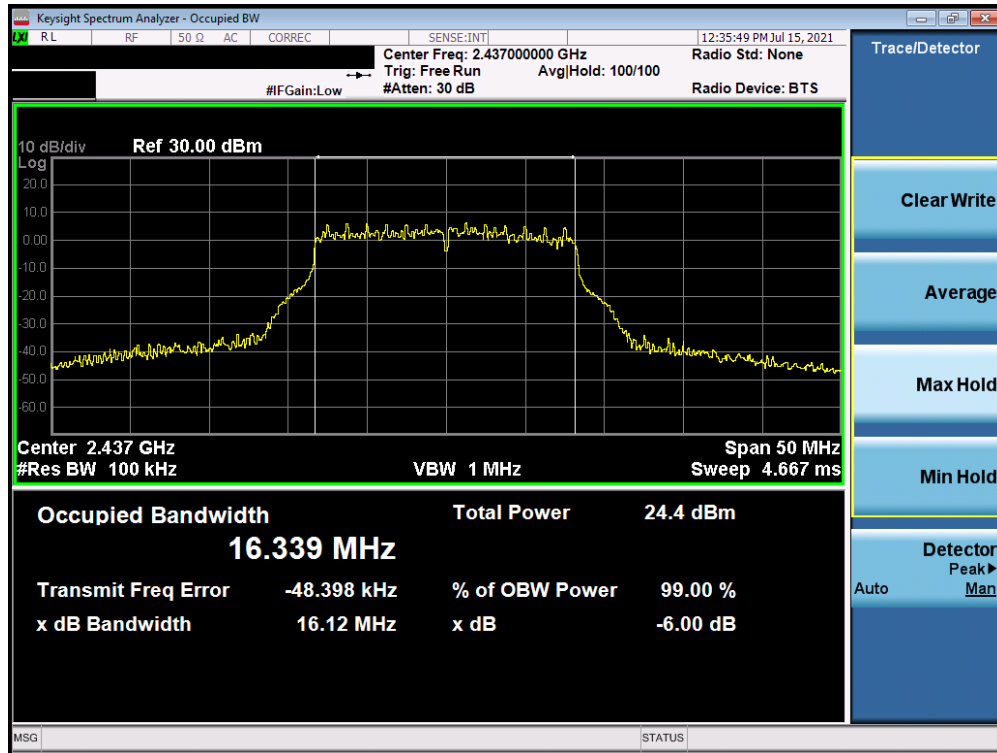 Keysight Spectrum Analyzer - Occupied BW
LXI RL RF 50 Ω AC CORREC SENSE:INT 12:35:49 PM Jul 15, 2021
Center Freq: 2.437000000 GHz Radio Std: None
Trig: Free Run Avg|Hold: 100/100
#IFGain:Low #Atten: 30 dB Radio Device: BTS
10 dB/div Ref 30.00 dBm
Log
20.0
10.0
0.00
-10.0
-20.0
-30.0
-40.0
-50.0
-60.0
Center 2.437 GHz Span 50 MHz
#Res BW 100 kHz VBW 1 MHz Sweep 4.667 ms
Occupied Bandwidth Total Power 24.4 dBm
16.339 MHz
Transmit Freq Error -48.398 kHz % of OBW Power 99.00 %
x dB Bandwidth 16.12 MHz x dB -6.00 dB
MSG STATUS
Trace/Detector
Clear Write
Average
Max Hold
Min Hold
Detector
Peak▶
Auto Man